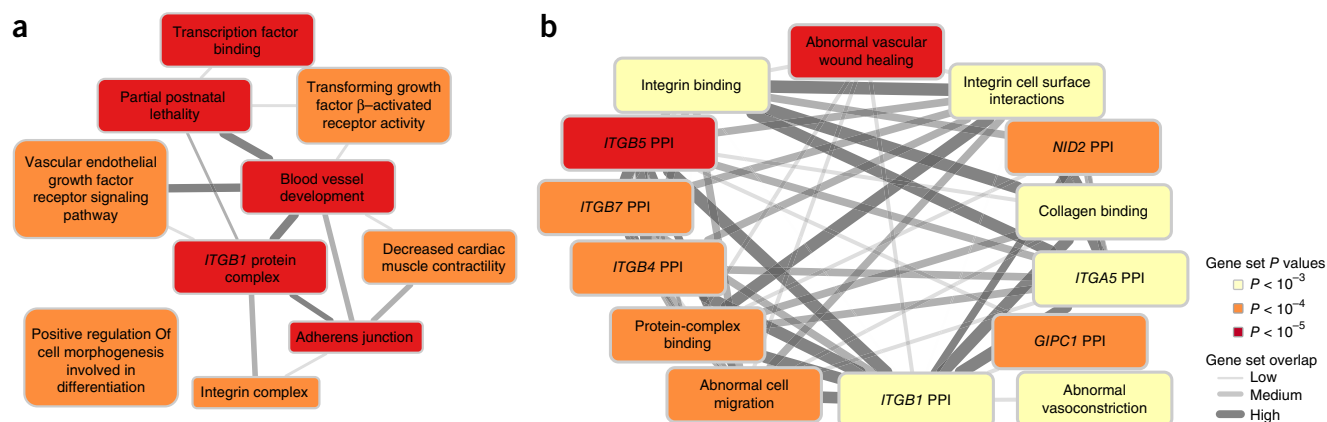 a
Transcription factor
binding
Partial postnatal
lethality
Transforming growth
factor β−activated
receptor activity
Vascular endothelial
growth factor
receptor signaling
pathway
Blood vessel
development
ITGB1 protein
complex
Decreased cardiac
muscle contractility
Positive regulation Of
cell morphogenesis
involved in
differentiation
Adherens junction
Integrin complex
b
Abnormal vascular
wound healing
Integrin binding
Integrin cell surface
interactions
ITGB5 PPI
NID2 PPI
ITGB7 PPI
Collagen binding
ITGB4 PPI
ITGA5 PPI
Protein-complex
binding
GIPC1 PPI
Abnormal cell
migration
ITGB1 PPI
Abnormal
vasoconstriction
Gene set P values
P < 10⁻³
P < 10⁻⁴
P < 10⁻⁵
Gene set overlap
Low
Medium
High